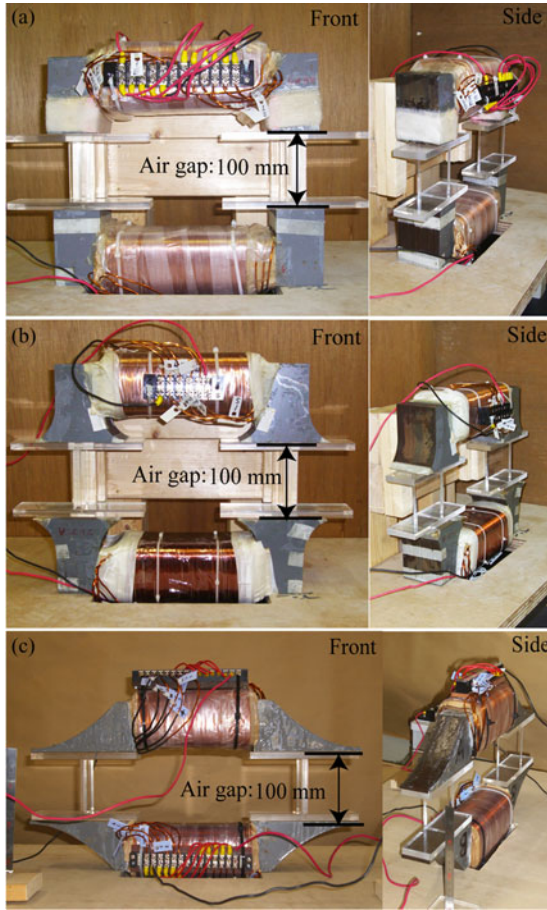 (a) Front Side
Air gap: 100 mm
(b) Front Side
Air gap: 100 mm
(c) Front Side
Air gap: 100 mm